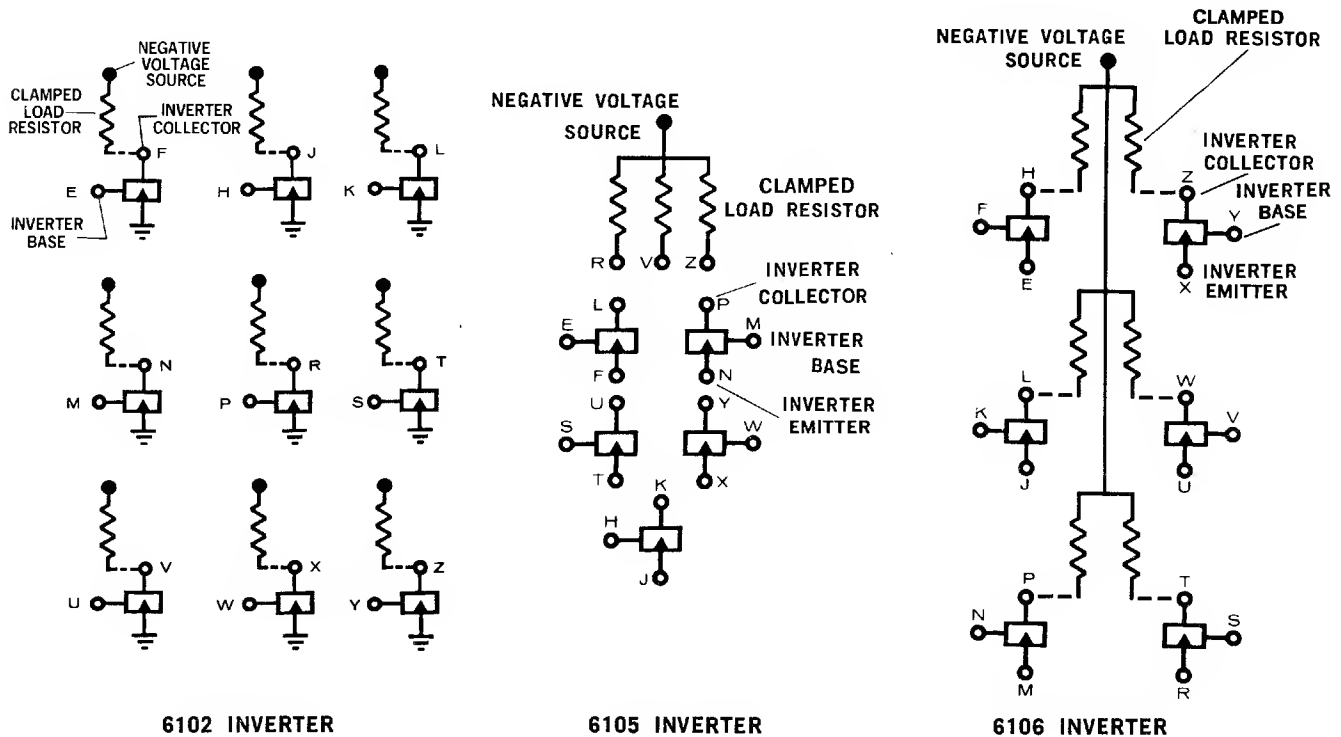 NEGATIVE
VOLTAGE
SOURCE
CLAMPED
LOAD
RESISTOR
INVERTER
COLLECTOR
F
J
L
E
H
K
INVERTER
BASE
N
R
T
M
P
S
V
X
Z
U
W
Y
6102 INVERTER
NEGATIVE VOLTAGE
SOURCE
CLAMPED
LOAD RESISTOR
R
V
Z
INVERTER
COLLECTOR
L
P
E
M
INVERTER
BASE
F
N
INVERTER
EMITTER
U
Y
S
W
T
X
K
H
J
6105 INVERTER
NEGATIVE VOLTAGE
SOURCE
CLAMPED
LOAD RESISTOR
INVERTER
COLLECTOR
INVERTER
BASE
H
Z
F
Y
E
X
INVERTER
EMITTER
L
W
K
V
J
U
P
T
N
S
M
R
6106 INVERTER